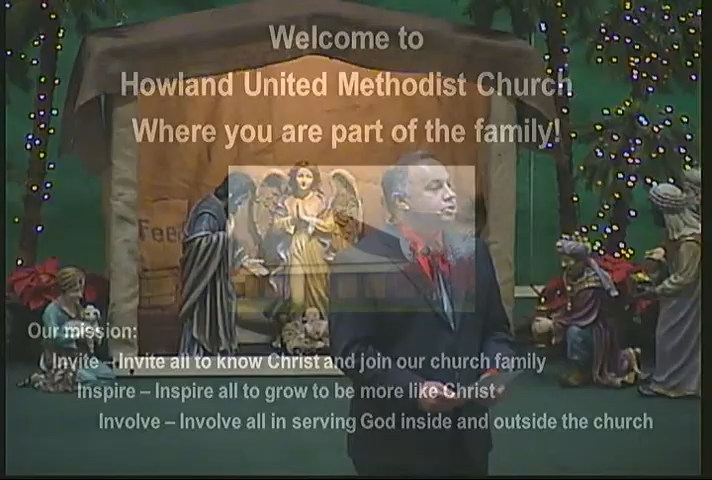 Welcome to
Howland United Methodist Church
Where you are part of the family!
Our mission:
Invite – Invite all to know Christ and join our church family
Inspire – Inspire all to grow to be more like Christ
Involve – Involve all in serving God inside and outside the church